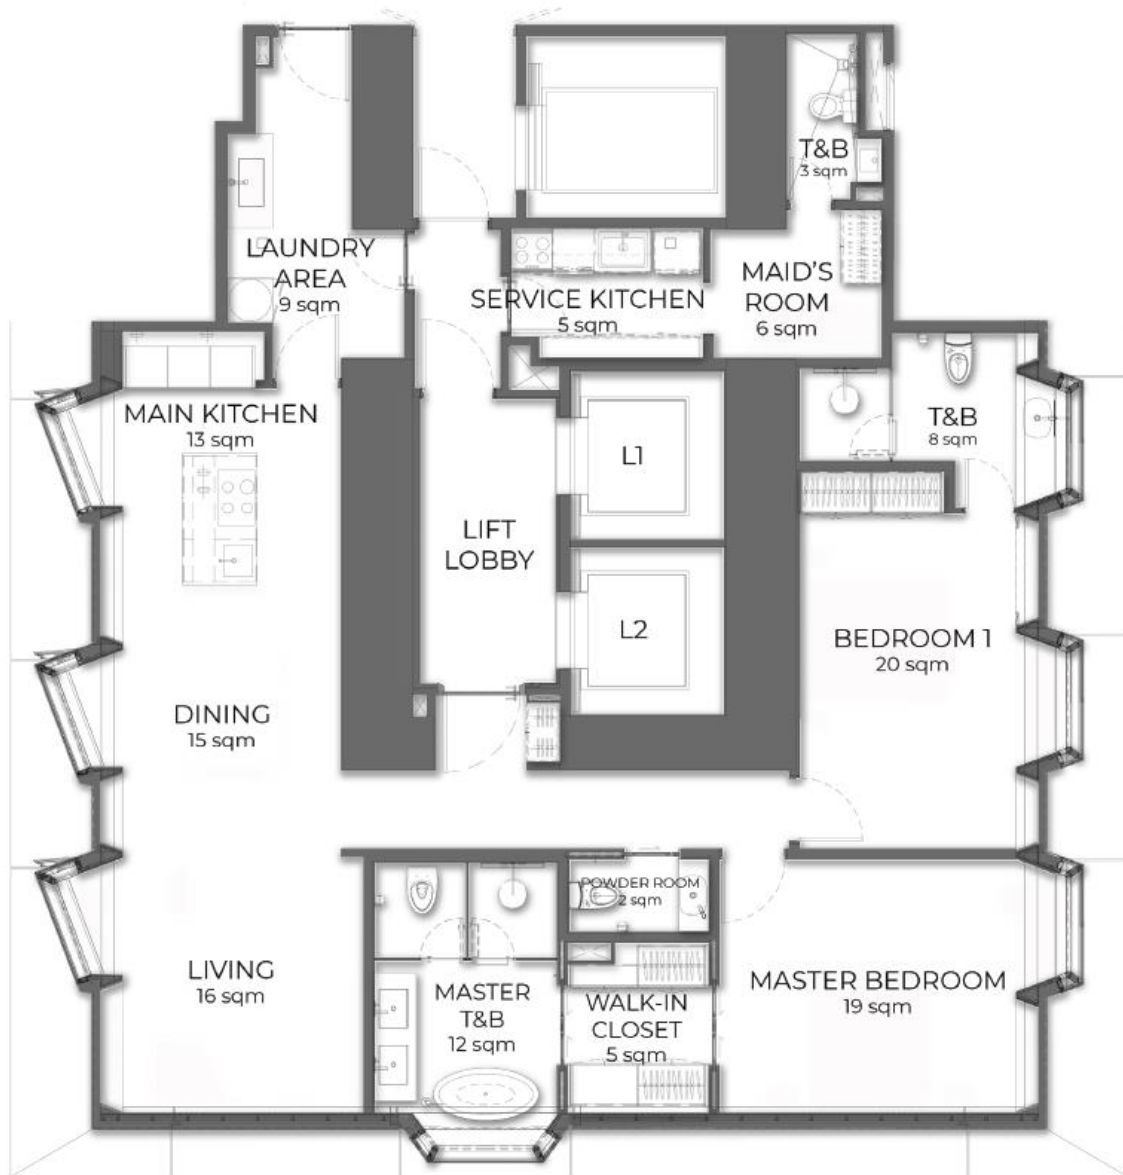 T&B
3 sqm
LAUNDRY
AREA
9 sqm
MAID'S
ROOM
6 sqm
SERVICE KITCHEN
5 sqm
MAIN KITCHEN
13 sqm
T&B
8 sqm
L1
LIFT
LOBBY
L2
BEDROOM 1
20 sqm
DINING
15 sqm
POWDER ROOM
2 sqm
LIVING
16 sqm
MASTER
T&B
12 sqm
WALK-IN
CLOSET
5 sqm
MASTER BEDROOM
19 sqm